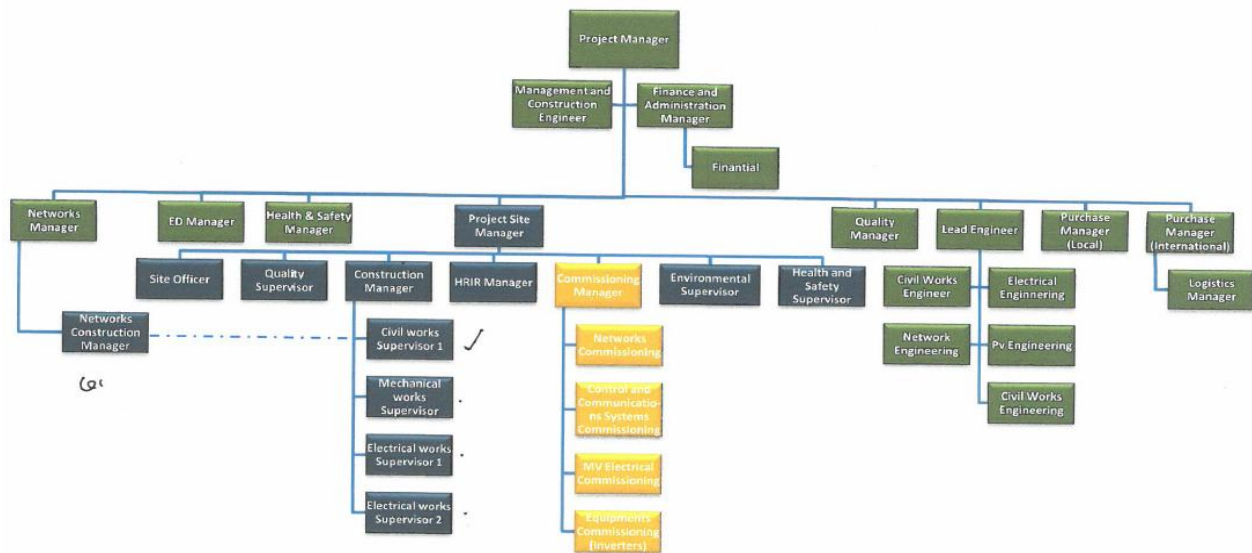 Project Manager
Management and
Construction
Engineer
Finance and
Administration
Manager
Finantial
Networks
Manager
ED Manager
Health & Safety
Manager
Project Site
Manager
Quality
Manager
Lead Engineer
Purchase
Manager
(Local)
Purchase
Manager
(International)
Site Officer
Quality
Supervisor
Construction
Manager
HRIR Manager
Commissioning
Manager
Environmental
Supervisor
Health and
Safety
Supervisor
Civil Works
Engineer
Electrical
Enginnering
Logistics
Manager
Networks
Construction
Manager
Civil works
Supervisor 1
Networks
Commissioning
Network
Engineering
Pv Engineering
Mechanical
works
Supervisor
Control and
Communicatio-
ns Systems
Commissioning
Civil Works
Engineering
Electrical works
Supervisor 1
MV Electrical
Commissioning
Electrical works
Supervisor 2
Equipments
Commissioning
(Inverters)